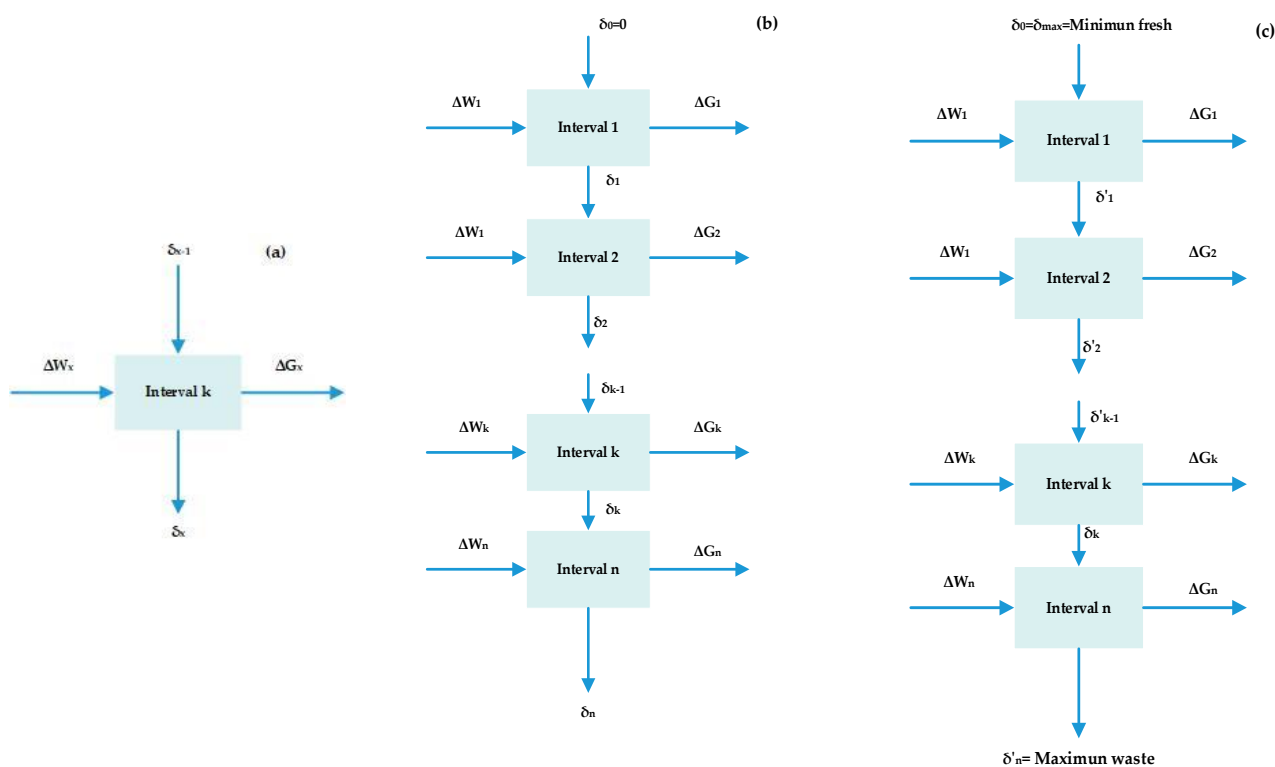 (a)
δx-1
ΔWx
Interval k
ΔGx
δx
(b)
δ0=0
ΔW1
Interval 1
ΔG1
δ1
ΔW1
Interval 2
ΔG2
δ2
δk-1
ΔWk
Interval k
ΔGk
δk
ΔWn
Interval n
ΔGn
δn
(c)
δ0=δmax=Minimun fresh
ΔW1
Interval 1
ΔG1
δ'1
ΔW1
Interval 2
ΔG2
δ'2
δ'k-1
ΔWk
Interval k
ΔGk
δk
ΔWn
Interval n
ΔGn
δ'n= Maximun waste